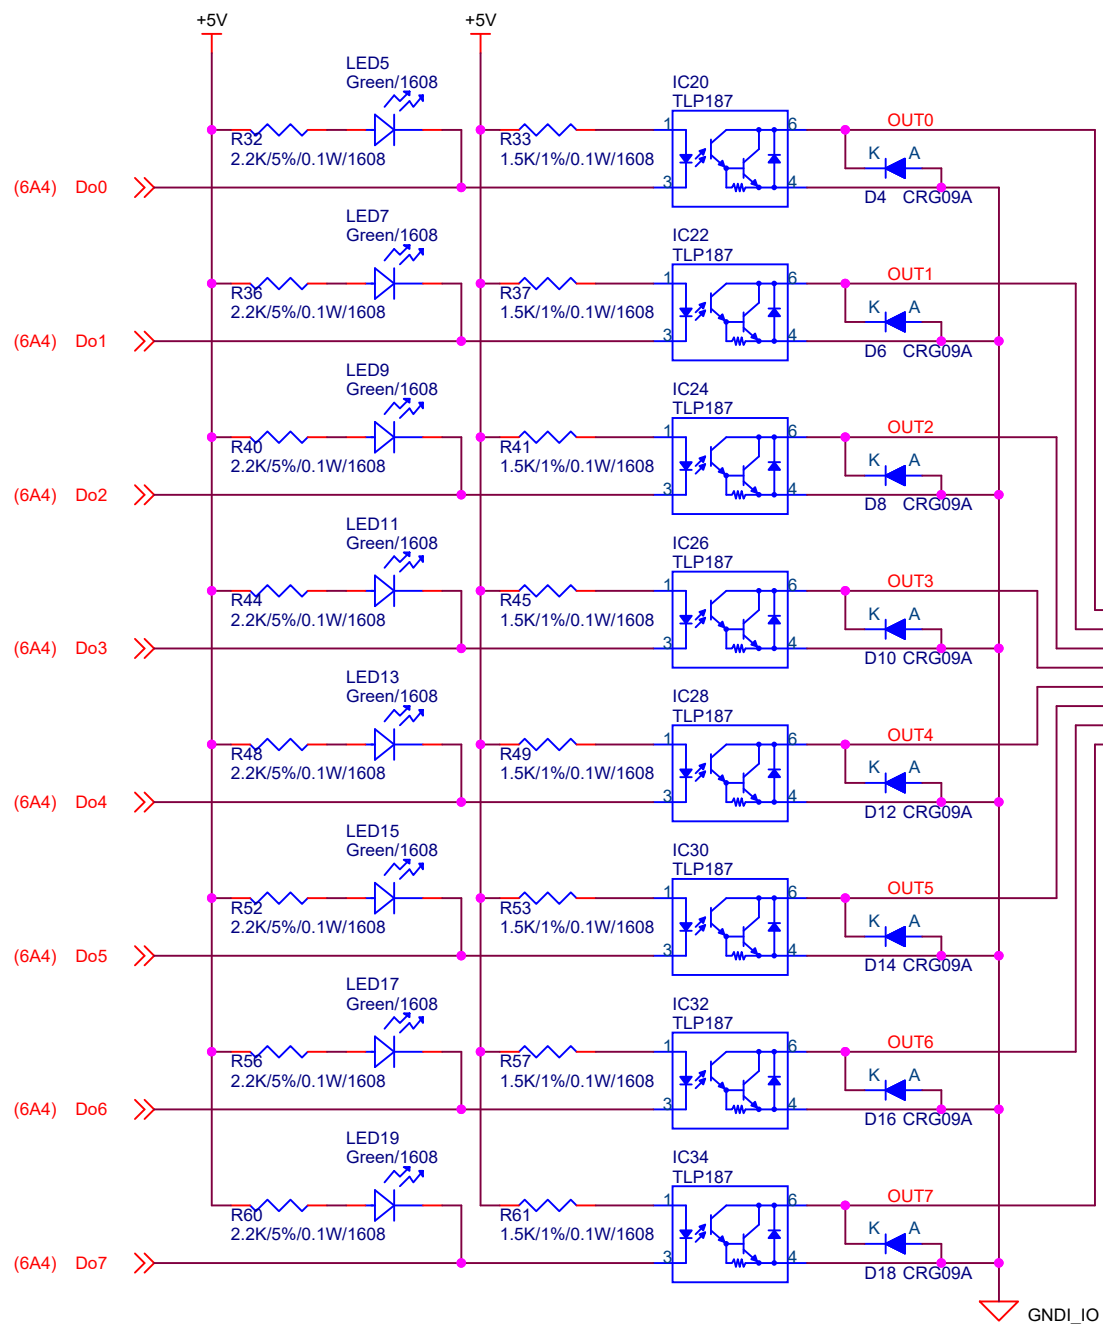 +5V +5V
LED5
Green/1608
IC20
TLP187
R32
2.2K/5%/0.1W/1608
R33
1.5K/1%/0.1W/1608
1 6
3 4
OUT0
K A
D4 CRG09A
(6A4) Do0
LED7
Green/1608
IC22
TLP187
R36
2.2K/5%/0.1W/1608
R37
1.5K/1%/0.1W/1608
1 6
3 4
OUT1
K A
D6 CRG09A
(6A4) Do1
LED9
Green/1608
IC24
TLP187
R40
2.2K/5%/0.1W/1608
R41
1.5K/1%/0.1W/1608
1 6
3 4
OUT2
K A
D8 CRG09A
(6A4) Do2
LED11
Green/1608
IC26
TLP187
R44
2.2K/5%/0.1W/1608
R45
1.5K/1%/0.1W/1608
1 6
3 4
OUT3
K A
D10 CRG09A
(6A4) Do3
LED13
Green/1608
IC28
TLP187
R48
2.2K/5%/0.1W/1608
R49
1.5K/1%/0.1W/1608
1 6
3 4
OUT4
K A
D12 CRG09A
(6A4) Do4
LED15
Green/1608
IC30
TLP187
R52
2.2K/5%/0.1W/1608
R53
1.5K/1%/0.1W/1608
1 6
3 4
OUT5
K A
D14 CRG09A
(6A4) Do5
LED17
Green/1608
IC32
TLP187
R56
2.2K/5%/0.1W/1608
R57
1.5K/1%/0.1W/1608
1 6
3 4
OUT6
K A
D16 CRG09A
(6A4) Do6
LED19
Green/1608
IC34
TLP187
R60
2.2K/5%/0.1W/1608
R61
1.5K/1%/0.1W/1608
1 6
3 4
OUT7
K A
D18 CRG09A
(6A4) Do7
GNDI_IO